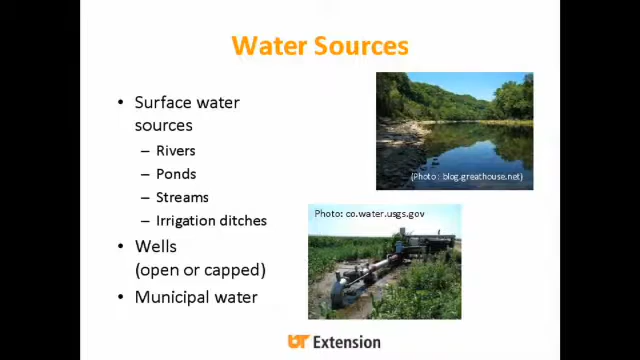 Water Sources
• Surface water
sources
– Rivers
– Ponds
– Streams
– Irrigation ditches
• Wells
(open or capped)
• Municipal water
(Photo : blog.greathouse.net)
Photo: co.water.usgs.gov
UT Extension